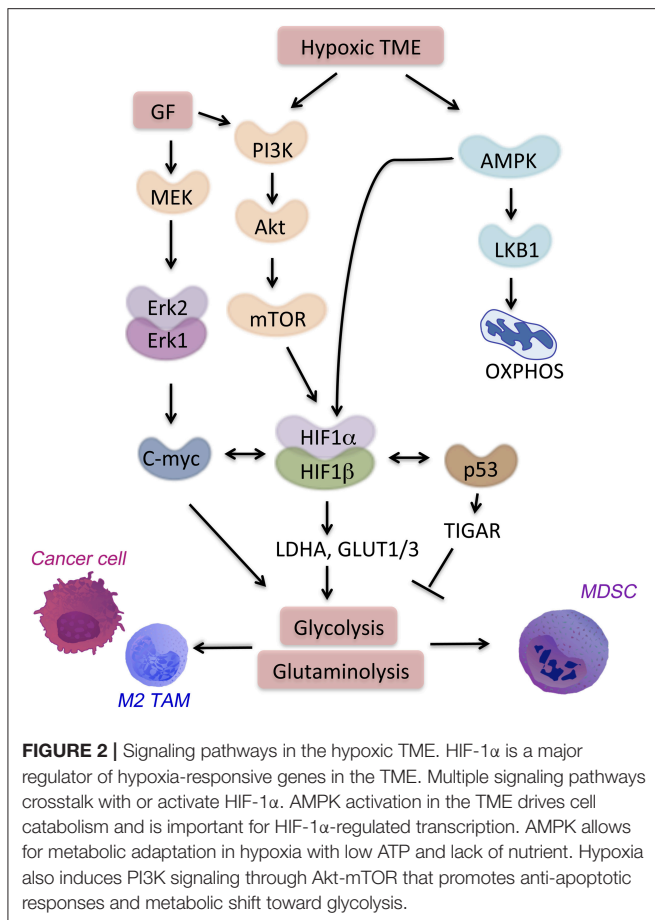 Hypoxic TME
GF
PI3K
AMPK
MEK
Akt
LKB1
Erk2
Erk1
mTOR
OXPHOS
HIF1α
HIF1β
C-myc
p53
LDHA, GLUT1/3
TIGAR
Cancer cell
MDSC
Glycolysis
Glutaminolysis
M2 TAM
FIGURE 2 | Signaling pathways in the hypoxic TME. HIF-1α is a major
regulator of hypoxia-responsive genes in the TME. Multiple signaling pathways
crosstalk with or activate HIF-1α. AMPK activation in the TME drives cell
catabolism and is important for HIF-1α-regulated transcription. AMPK allows
for metabolic adaptation in hypoxia with low ATP and lack of nutrient. Hypoxia
also induces PI3K signaling through Akt-mTOR that promotes anti-apoptotic
responses and metabolic shift toward glycolysis.